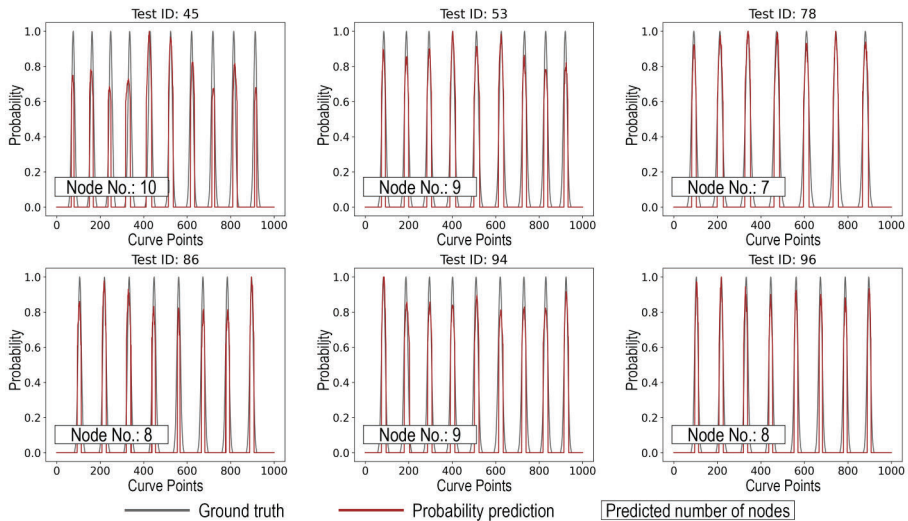 Test ID: 45
Test ID: 53
Test ID: 78
Probability
1.0
0.8
0.6
0.4
0.2
0.0
Node No.: 10
0 200 400 600 800 1000
Curve Points
Probability
1.0
0.8
0.6
0.4
0.2
0.0
Node No.: 9
0 200 400 600 800 1000
Curve Points
Probability
1.0
0.8
0.6
0.4
0.2
0.0
Node No.: 7
0 200 400 600 800 1000
Curve Points
Test ID: 86
Test ID: 94
Test ID: 96
Probability
1.0
0.8
0.6
0.4
0.2
0.0
Node No.: 8
0 200 400 600 800 1000
Curve Points
Probability
1.0
0.8
0.6
0.4
0.2
0.0
Node No.: 9
0 200 400 600 800 1000
Curve Points
Probability
1.0
0.8
0.6
0.4
0.2
0.0
Node No.: 8
0 200 400 600 800 1000
Curve Points
Ground truth
Probability prediction
Predicted number of nodes